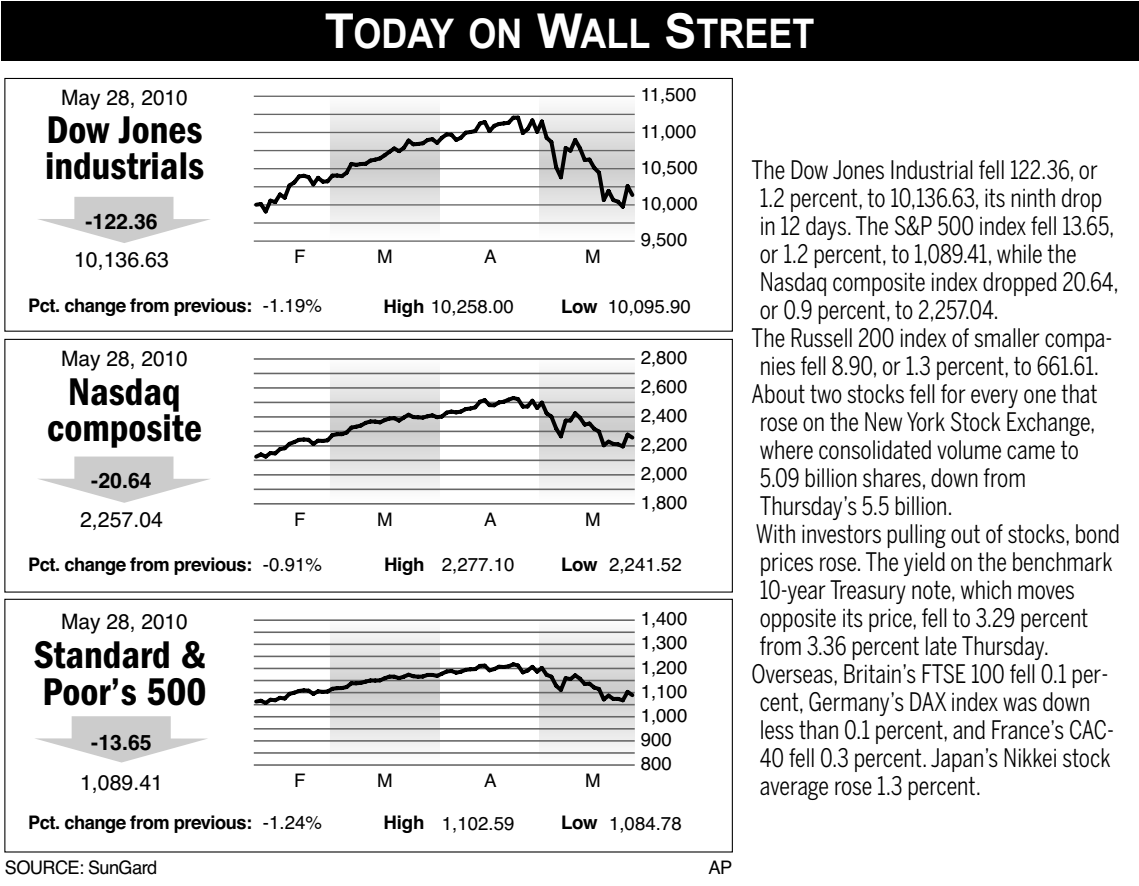 TODAY ON WALL STREET
May 28, 2010
Dow Jones
industrials
-122.36
10,136.63
11,500
11,000
10,500
10,000
9,500
F M A M
Pct. change from previous: -1.19% High 10,258.00 Low 10,095.90
May 28, 2010
Nasdaq
composite
-20.64
2,257.04
2,800
2,600
2,400
2,200
2,000
1,800
F M A M
Pct. change from previous: -0.91% High 2,277.10 Low 2,241.52
May 28, 2010
Standard &
Poor's 500
-13.65
1,089.41
1,400
1,300
1,200
1,100
1,000
900
800
F M A M
Pct. change from previous: -1.24% High 1,102.59 Low 1,084.78
SOURCE: SunGard AP
The Dow Jones Industrial fell 122.36, or
1.2 percent, to 10,136.63, its ninth drop
in 12 days. The S&P 500 index fell 13.65,
or 1.2 percent, to 1,089.41, while the
Nasdaq composite index dropped 20.64,
or 0.9 percent, to 2,257.04.
The Russell 200 index of smaller compa-
nies fell 8.90, or 1.3 percent, to 661.61.
About two stocks fell for every one that
rose on the New York Stock Exchange,
where consolidated volume came to
5.09 billion shares, down from
Thursday's 5.5 billion.
With investors pulling out of stocks, bond
prices rose. The yield on the benchmark
10-year Treasury note, which moves
opposite its price, fell to 3.29 percent
from 3.36 percent late Thursday.
Overseas, Britain's FTSE 100 fell 0.1 per-
cent, Germany's DAX index was down
less than 0.1 percent, and France's CAC-
40 fell 0.3 percent. Japan's Nikkei stock
average rose 1.3 percent.